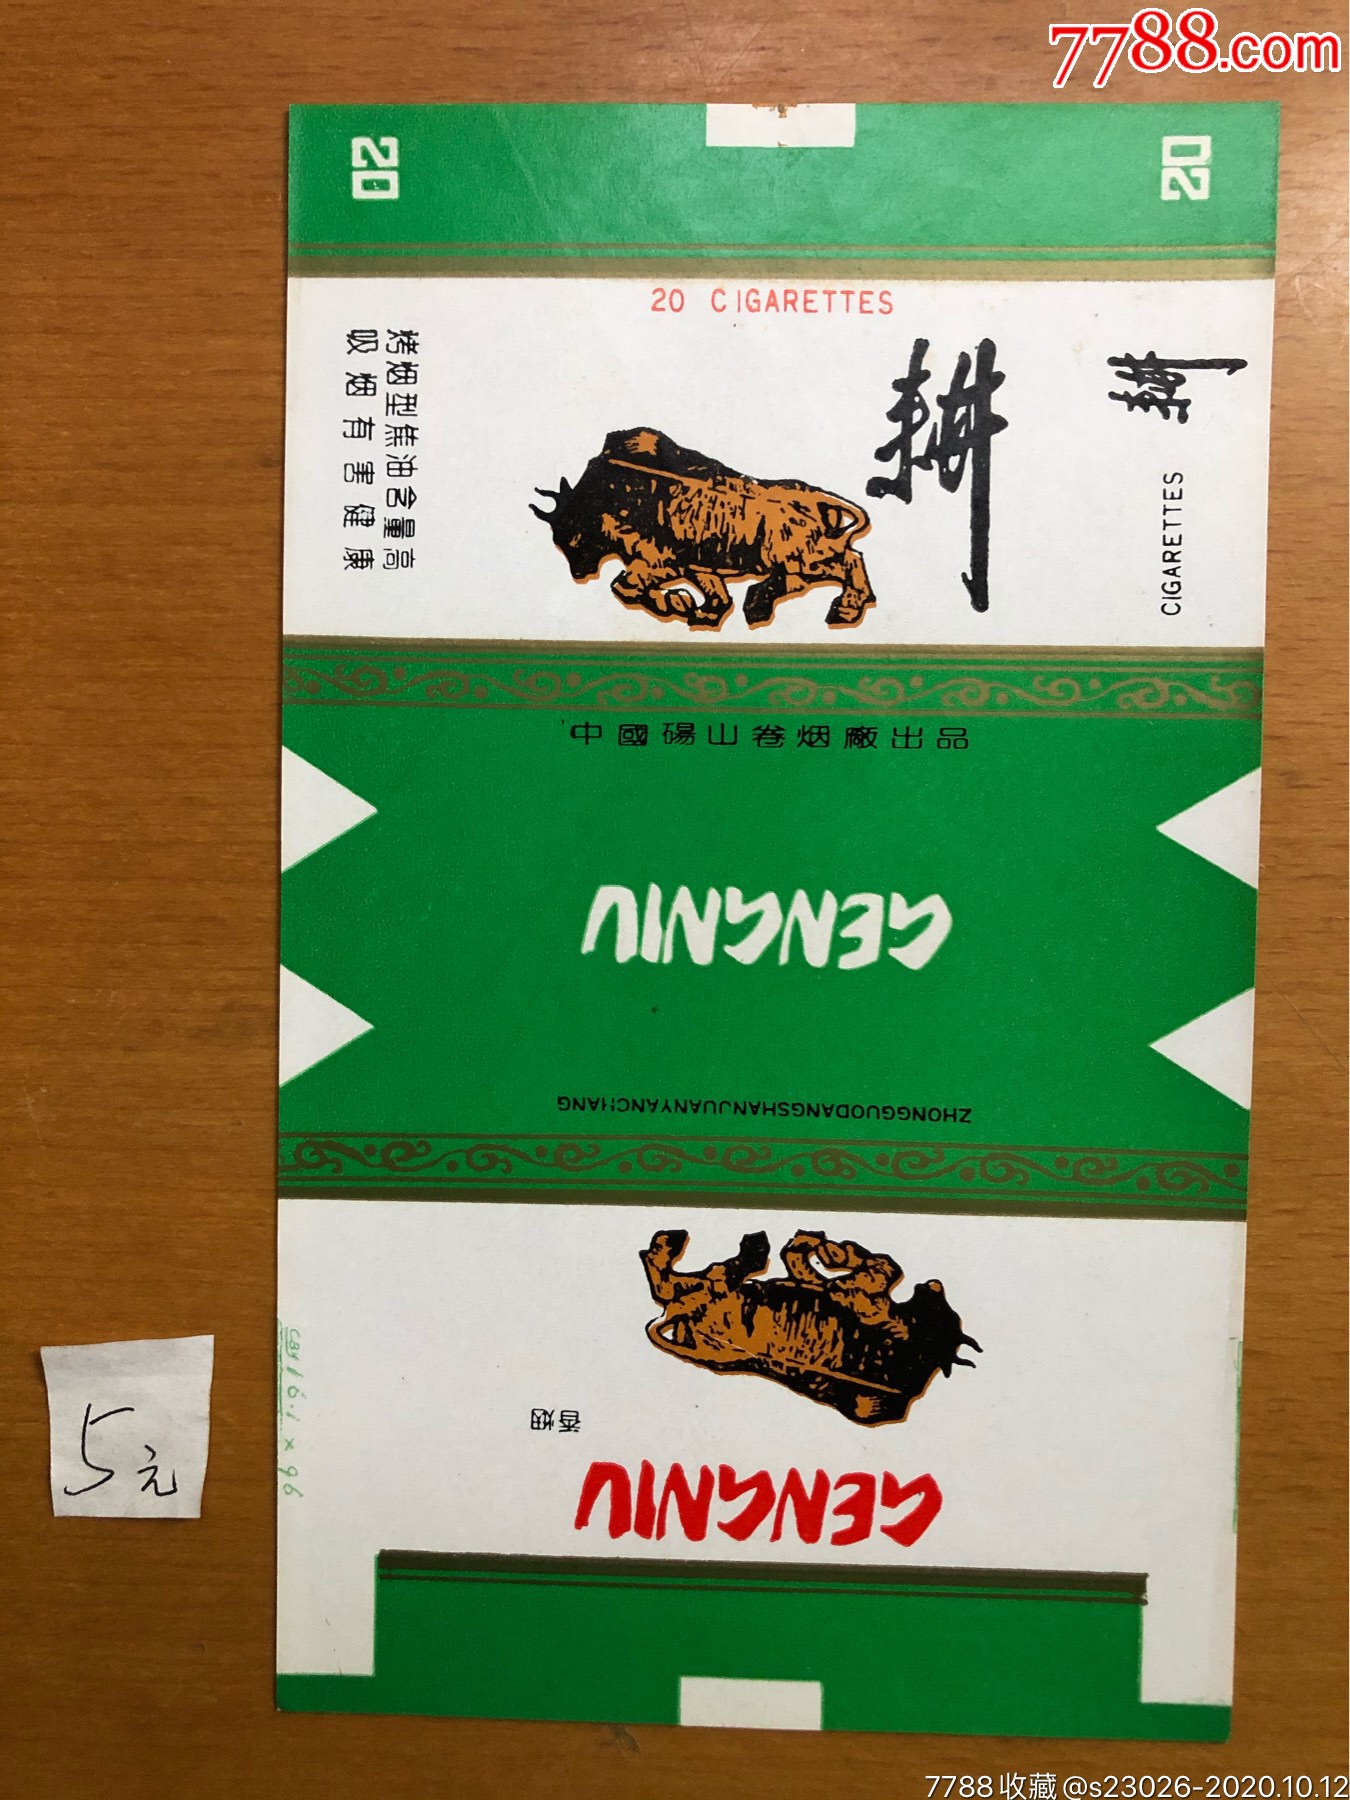 7788.com
20
20
20 CIGARETTES
烤烟型焦油含量高
吸烟有害健康
耕
耕
CIGARETTES
中國碭山卷烟廠出品
GENGNIU
ZHONGGUODANGSHANJUANYANCHANG
香烟
GENGNIU
5元
7788收藏@s23026-2020.10.12